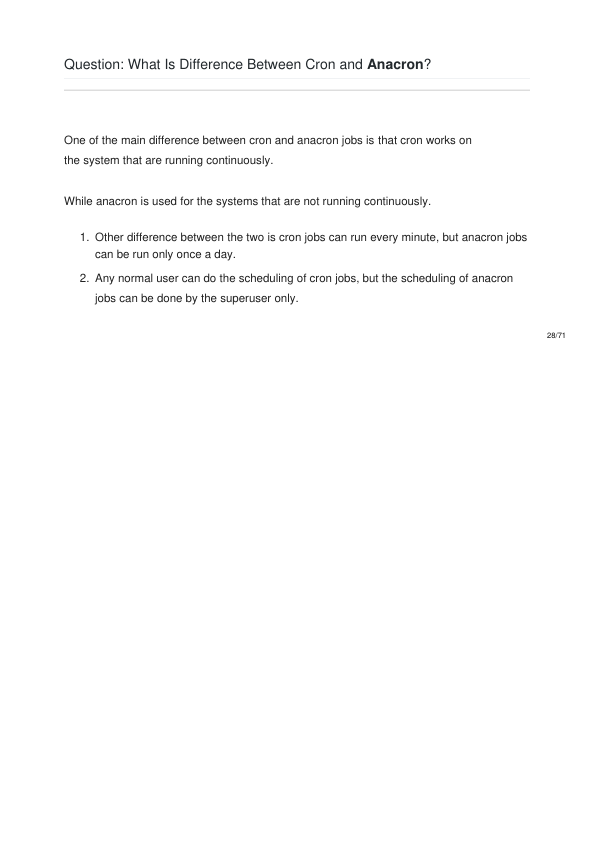 Question: What Is Difference Between Cron and Anacron?
One of the main difference between cron and anacron jobs is that cron works on
the system that are running continuously.
While anacron is used for the systems that are not running continuously.
1. Other difference between the two is cron jobs can run every minute, but anacron jobs
can be run only once a day.
2. Any normal user can do the scheduling of cron jobs, but the scheduling of anacron
jobs can be done by the superuser only.
28/71